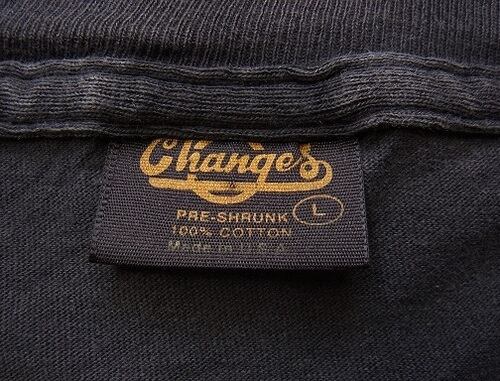 Changes
PRE-SHRUNK L
100% COTTON
Made in U.S.A.